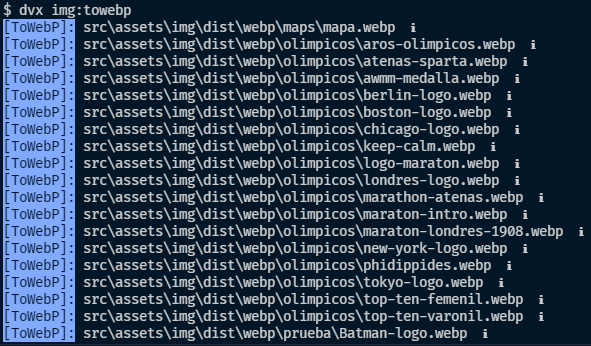 $ dvx img:towebp
[ToWebP]: src\assets\img\dist\webp\maps\mapa.webp ℹ
[ToWebP]: src\assets\img\dist\webp\olimpicos\aros-olimpicos.webp ℹ
[ToWebP]: src\assets\img\dist\webp\olimpicos\atenas-sparta.webp ℹ
[ToWebP]: src\assets\img\dist\webp\olimpicos\awmm-medalla.webp ℹ
[ToWebP]: src\assets\img\dist\webp\olimpicos\berlin-logo.webp ℹ
[ToWebP]: src\assets\img\dist\webp\olimpicos\boston-logo.webp ℹ
[ToWebP]: src\assets\img\dist\webp\olimpicos\chicago-logo.webp ℹ
[ToWebP]: src\assets\img\dist\webp\olimpicos\keep-calm.webp ℹ
[ToWebP]: src\assets\img\dist\webp\olimpicos\logo-maraton.webp ℹ
[ToWebP]: src\assets\img\dist\webp\olimpicos\londres-logo.webp ℹ
[ToWebP]: src\assets\img\dist\webp\olimpicos\marathon-atenas.webp ℹ
[ToWebP]: src\assets\img\dist\webp\olimpicos\maraton-intro.webp ℹ
[ToWebP]: src\assets\img\dist\webp\olimpicos\maraton-londres-1908.webp ℹ
[ToWebP]: src\assets\img\dist\webp\olimpicos\new-york-logo.webp ℹ
[ToWebP]: src\assets\img\dist\webp\olimpicos\phidippides.webp ℹ
[ToWebP]: src\assets\img\dist\webp\olimpicos\tokyo-logo.webp ℹ
[ToWebP]: src\assets\img\dist\webp\olimpicos\top-ten-femenil.webp ℹ
[ToWebP]: src\assets\img\dist\webp\olimpicos\top-ten-varonil.webp ℹ
[ToWebP]: src\assets\img\dist\webp\prueba\Batman-logo.webp ℹ